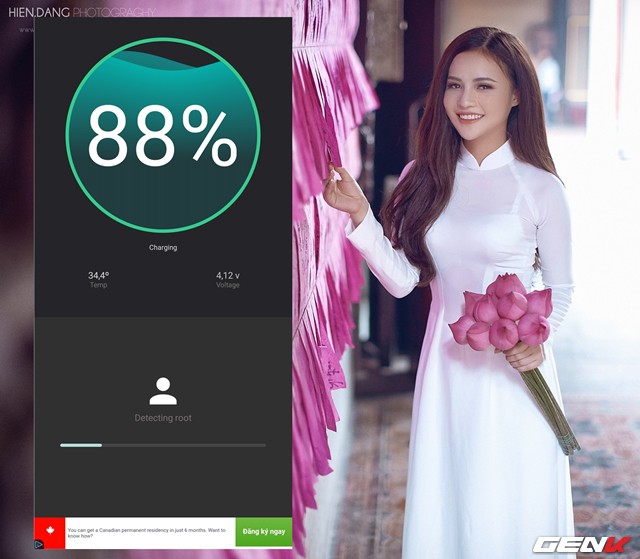 HIEN.DANG PHOTOGRAPHY
88%
Charging
34,4º
4,12 v
Temp
Voltage
Detecting root
You can get a Canadian permanent residency in just 6 months. Want to
know how?
Đăng ký ngay
GENK